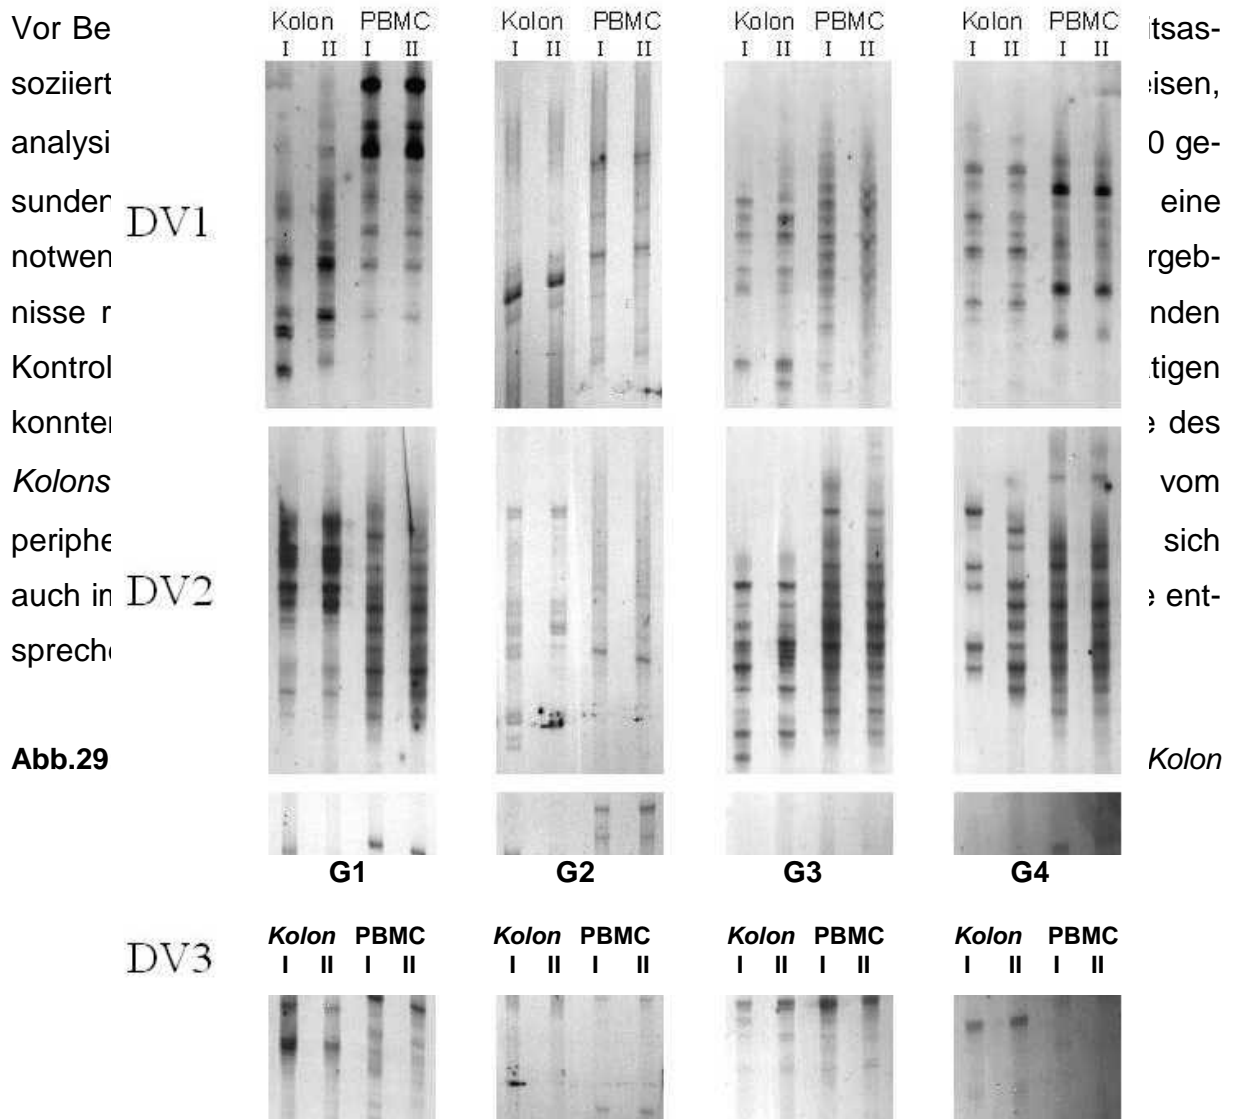 Kolon PBMC Kolon PBMC Kolon PBMC Kolon PBMC
I II I II I II I II I II I II I II I II
Vor Be tsas-
soziiert isen,
analysi 0 ge-
sunden eine
DV1
notwen rgeb-
nisse r nden
Kontrol tigen
konnten des
Kolons vom
periphe sich
auch in ent-
DV2
spreche
Abb.29 Kolon
G1 G2 G3 G4
DV3
Kolon PBMC Kolon PBMC Kolon PBMC Kolon PBMC
I II I II I II I II I II I II I II I II